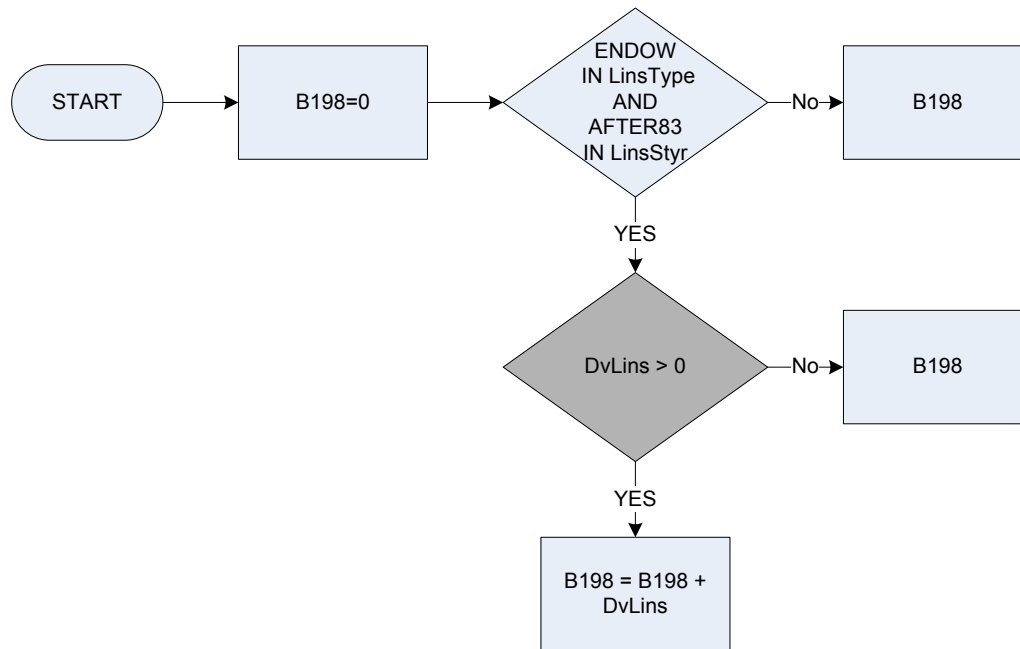 START
B198=0
ENDOW
IN LinsType
AND
AFTER83
IN LinsStyr
No
B198
YES
DvLins > 0
No
B198
YES
B198 = B198 +
DvLins